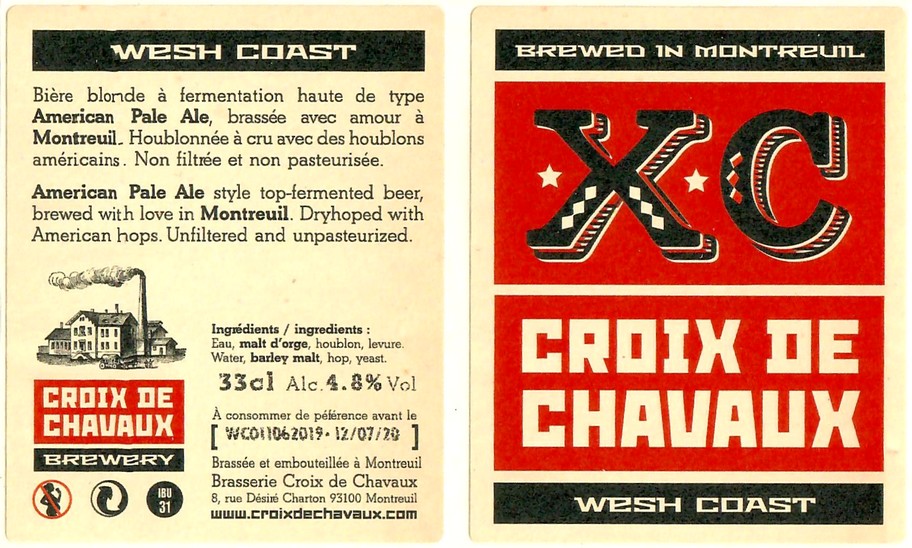 WESH COAST
Bière blonde à fermentation haute de type
American Pale Ale, brassée avec amour à
Montreuil. Houblonnée à cru avec des houblons
américains. Non filtrée et non pasteurisée.
American Pale Ale style top-fermented beer,
brewed with love in Montreuil. Dryhoped with
American hops. Unfiltered and unpasteurized.
Ingrédients / ingredients :
Eau, malt d'orge, houblon, levure.
Water, barley malt, hop, yeast.
33cl Alc.4.8% Vol
À consommer de péférence avant le
[ WC011062019· 12/07/20 ]
Brassée et embouteillée à Montreuil
Brasserie Croix de Chavaux
8, rue Désiré Charton 93100 Montreuil
www.croixdechavaux.com
CROIX DE
CHAVAUX
BREWERY
IBU
31
BREWED IN MONTREUIL
XC
CROIX DE
CHAVAUX
WESH COAST